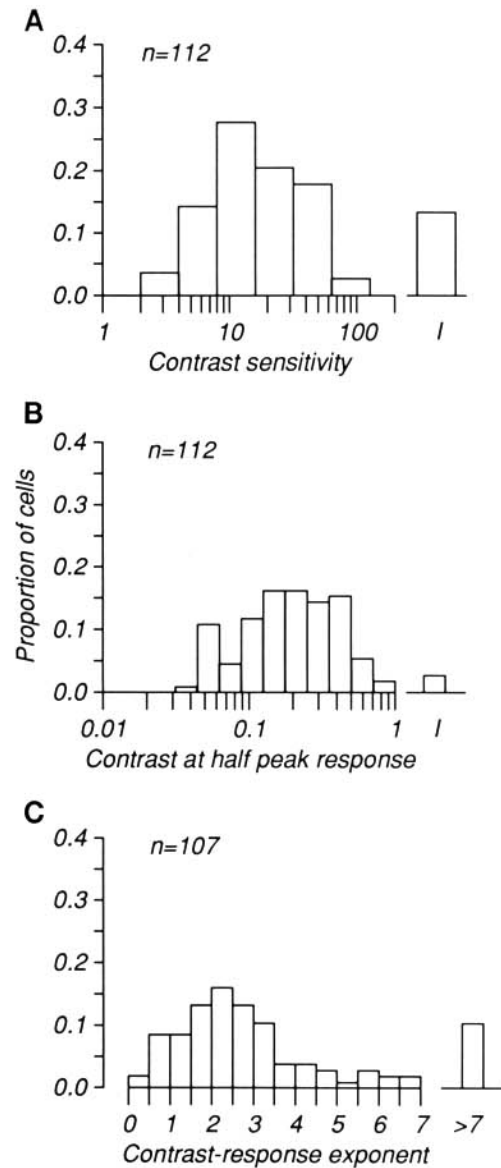 A
n=112
0.4
0.3
0.2
0.1
0.0
1 10 100 I
Contrast sensitivity
B
n=112
0.4
0.3
0.2
0.1
0.0
0.01 0.1 1 I
Contrast at half peak response
Proportion of cells
C
n=107
0.4
0.3
0.2
0.1
0.0
0 1 2 3 4 5 6 7 >7
Contrast-response exponent